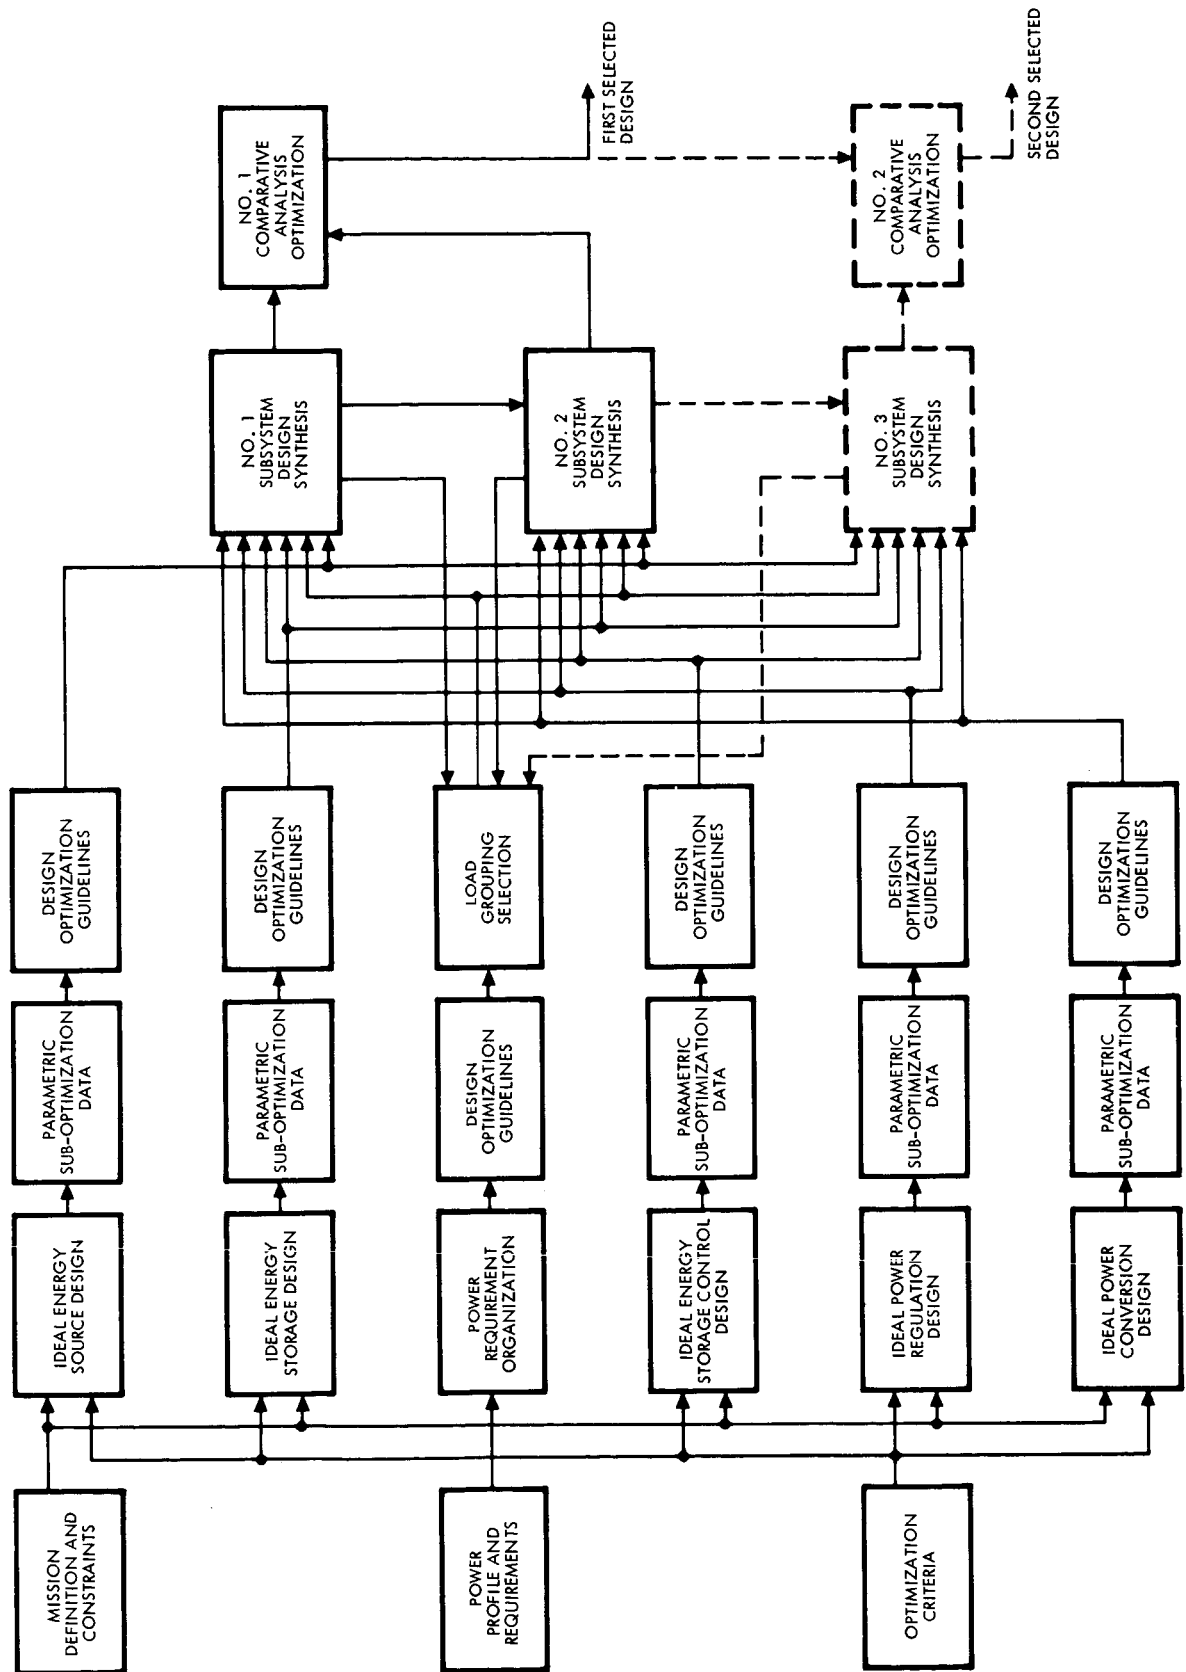 MISSION
DEFINITION AND
CONSTRAINTS
IDEAL ENERGY
SOURCE DESIGN
PARAMETRIC
SUB-OPTIMIZATION
DATA
DESIGN
OPTIMIZATION
GUIDELINES
IDEAL ENERGY
STORAGE DESIGN
PARAMETRIC
SUB-OPTIMIZATION
DATA
DESIGN
OPTIMIZATION
GUIDELINES
NO. 1
SUBSYSTEM
DESIGN
SYNTHESIS
NO. 1
COMPARATIVE
ANALYSIS
OPTIMIZATION
POWER
PROFILE AND
REQUIREMENTS
POWER
REQUIREMENT
ORGANIZATION
DESIGN
OPTIMIZATION
GUIDELINES
LOAD
GROUPING
SELECTION
NO. 2
SUBSYSTEM
DESIGN
SYNTHESIS
FIRST SELECTED
DESIGN
IDEAL ENERGY
STORAGE CONTROL
DESIGN
PARAMETRIC
SUB-OPTIMIZATION
DATA
DESIGN
OPTIMIZATION
GUIDELINES
OPTIMIZATION
CRITERIA
IDEAL POWER
REGULATION
DESIGN
PARAMETRIC
SUB-OPTIMIZATION
DATA
DESIGN
OPTIMIZATION
GUIDELINES
NO. 3
SUBSYSTEM
DESIGN
SYNTHESIS
NO. 2
COMPARATIVE
ANALYSIS
OPTIMIZATION
SECOND SELECTED
DESIGN
IDEAL POWER
CONVERSION
DESIGN
PARAMETRIC
SUB-OPTIMIZATION
DATA
DESIGN
OPTIMIZATION
GUIDELINES